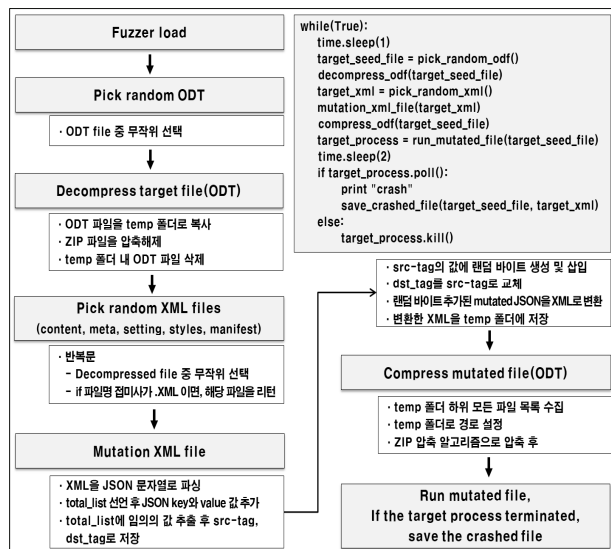 Fuzzer load
Pick random ODT
· ODT file 중 무작위 선택
Decompress target file(ODT)
· ODT 파일을 temp 폴더로 복사
· ZIP 파일을 압축해제
· temp 폴더 내 ODT 파일 삭제
Pick random XML files
(content, meta, setting, styles, manifest)
· 반복문
- Decompressed file 중 무작위 선택
- if 파일명 접미사가 .XML 이면, 해당 파일을 리턴
Mutation XML file
· XML을 JSON 문자열로 파싱
· total_list 선언 후 JSON key와 value 값 추가
· total_list에 임의의 값 추출 후 src-tag,
dst_tag로 저장
while(True):
time.sleep(1)
target_seed_file = pick_random_odf()
decompress_odf(target_seed_file)
target_xml = pick_random_xml()
mutation_xml_file(target_xml)
compress_odf(target_seed_file)
target_process = run_mutated_file(target_seed_file)
time.sleep(2)
if target_process.poll():
print "crash"
save_crashed_file(target_seed_file, target_xml)
else:
target_process.kill()
· src-tag의 값에 랜덤 바이트 생성 및 삽입
· dst_tag를 src-tag로 교체
· 랜덤 바이트 추가된 mutated JSON을 XML로 변환
· 변환한 XML을 temp 폴더에 저장
Compress mutated file(ODT)
· temp 폴더 하위 모든 파일 목록 수집
· temp 폴더로 경로 설정
· ZIP 압축 알고리즘으로 압축 후
Run mutated file,
If the target process terminated,
save the crashed file